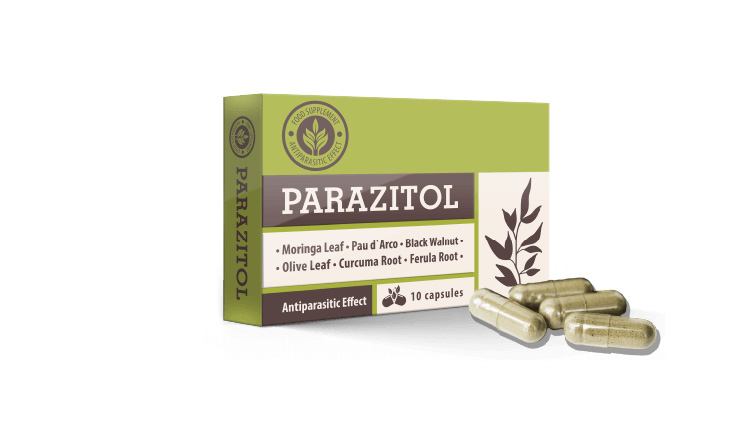 FOOD SUPPLEMENT
ANTIPARASITIC EFFECT
PARAZITOL
PARAZITOL
• Moringa Leaf • Pau d`Arco • Black Walnut •
• Olive Leaf • Curcuma Root • Ferula Root •
Antiparasitic Effect
10 capsules